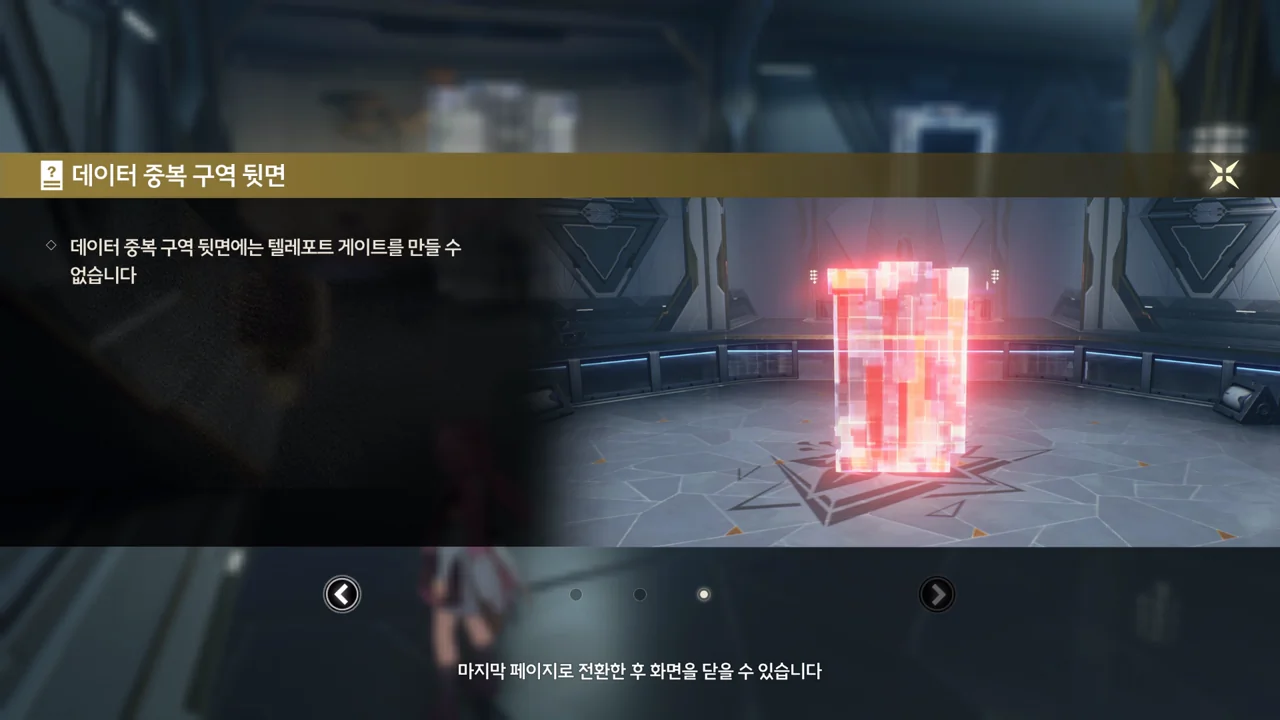 데이터 중복 구역 뒷면
데이터 중복 구역 뒷면에는 텔레포트 게이트를 만들 수
없습니다
마지막 페이지로 전환한 후 화면을 닫을 수 있습니다